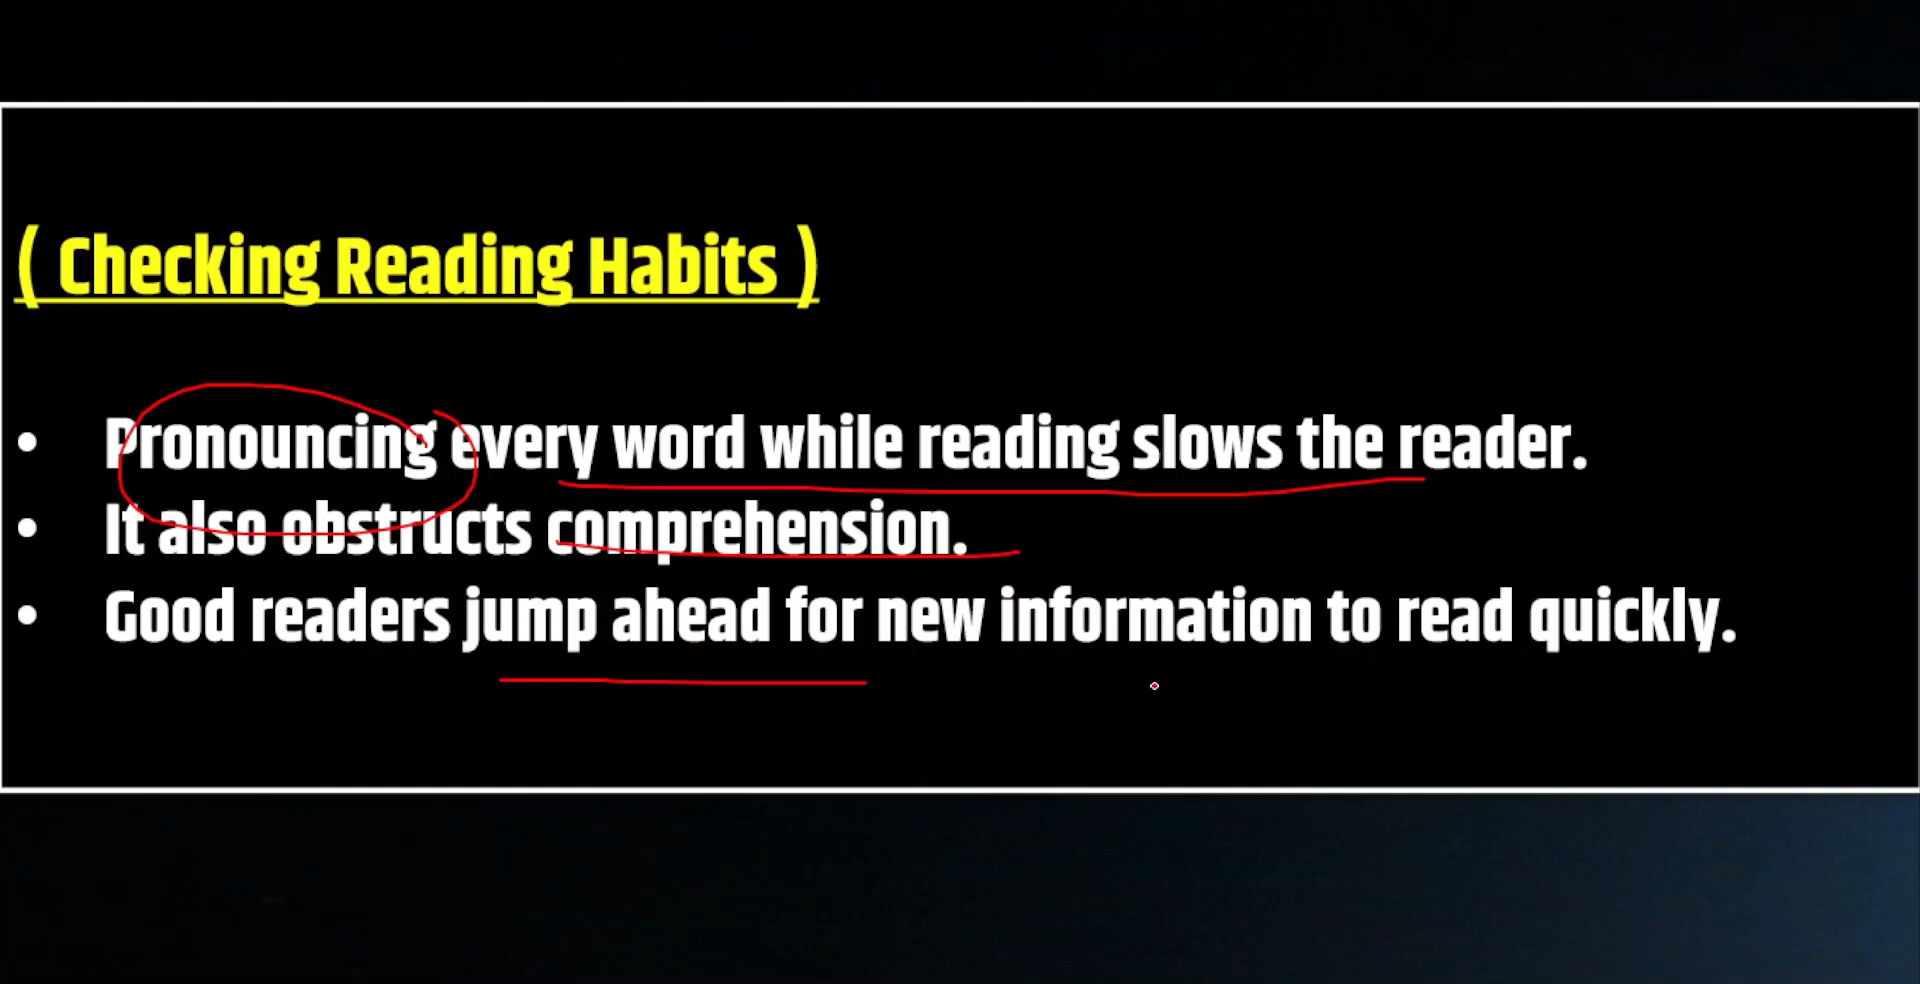 ( Checking Reading Habits )
• Pronouncing every word while reading slows the reader.
• It also obstructs comprehension.
• Good readers jump ahead for new information to read quickly.